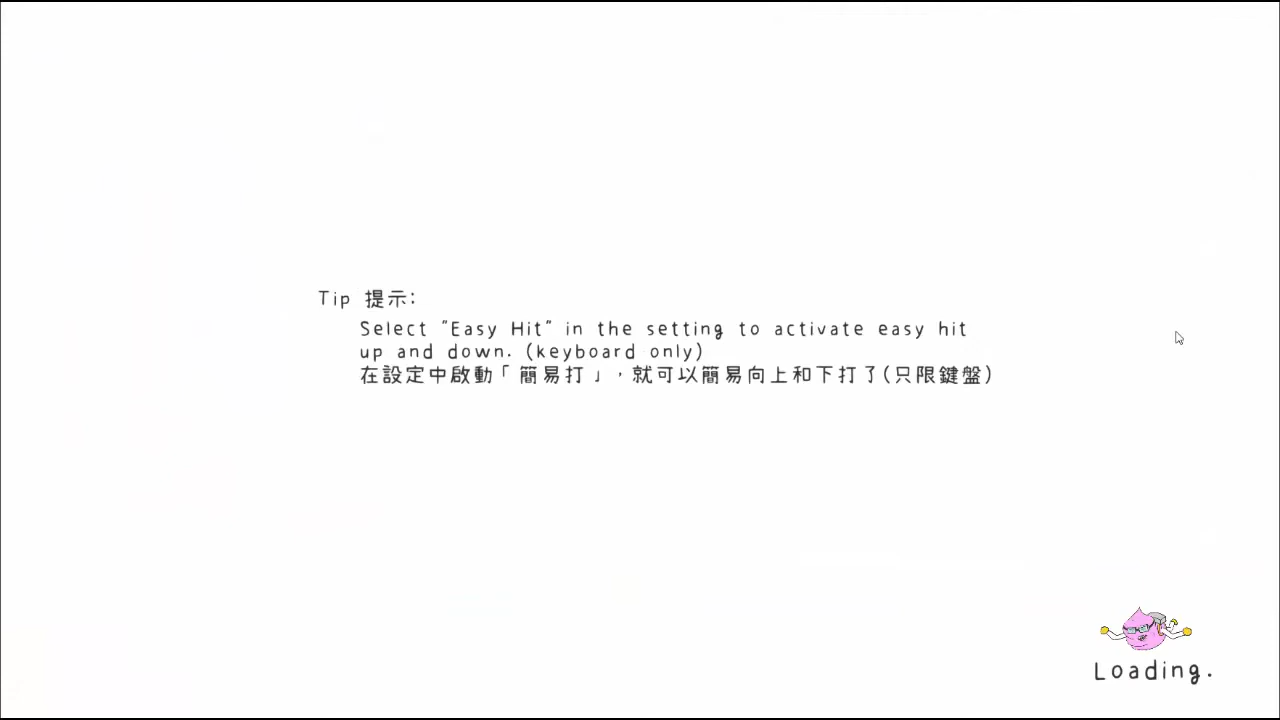 Tip 提示:
Select "Easy Hit" in the setting to activate easy hit
up and down. (keyboard only)
在設定中啟動「簡易打」，就可以簡易向上和下打了(只限鍵盤)
Loading.